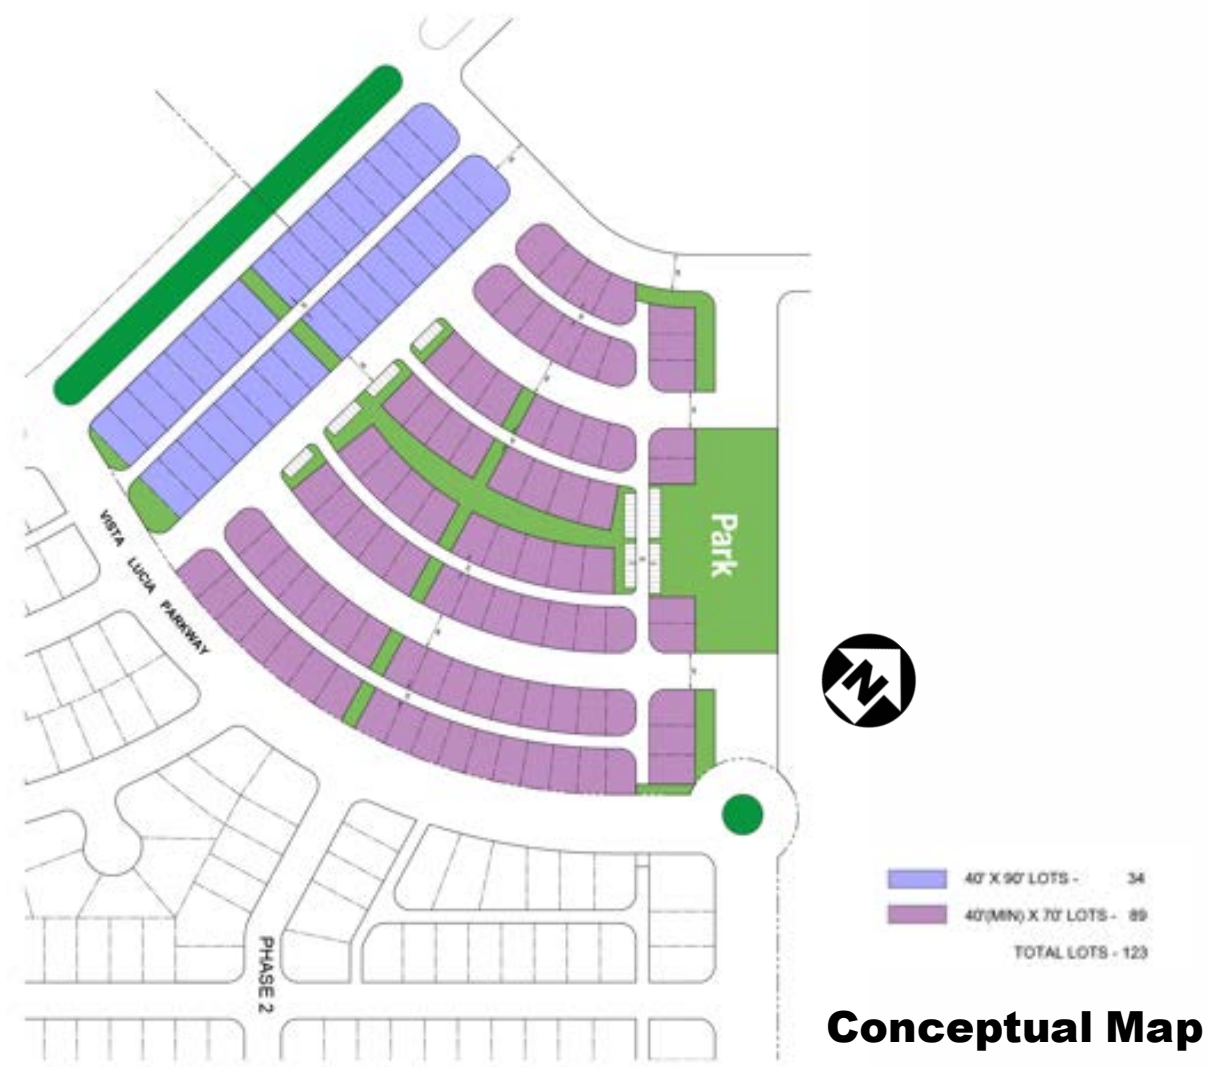 VISTA LUCIA PARKWAY
Park
N
40' X 90' LOTS - 34
40'(MIN) X 70' LOTS - 89
TOTAL LOTS - 123
PHASE 2
Conceptual Map